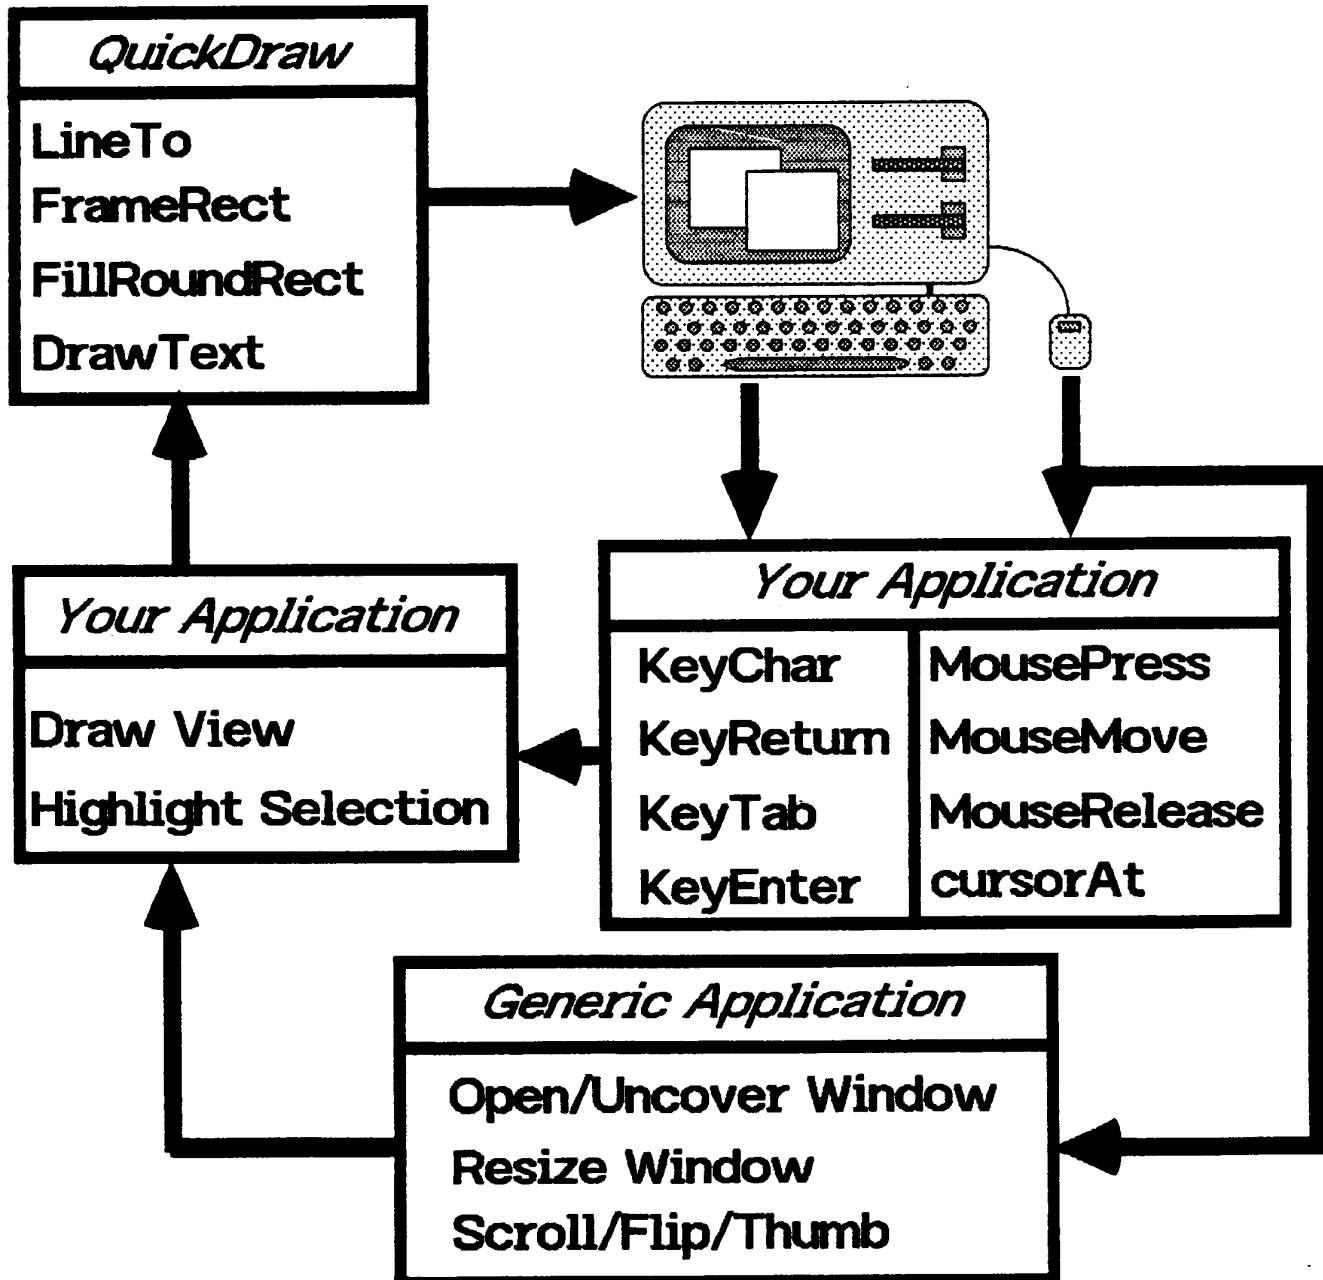 QuickDraw
LineTo
FrameRect
FillRoundRect
DrawText
Your Application
Draw View
Highlight Selection
Your Application
KeyChar
KeyReturn
KeyTab
KeyEnter
MousePress
MouseMove
MouseRelease
cursorAt
Generic Application
Open/Uncover Window
Resize Window
Scroll/Flip/Thumb